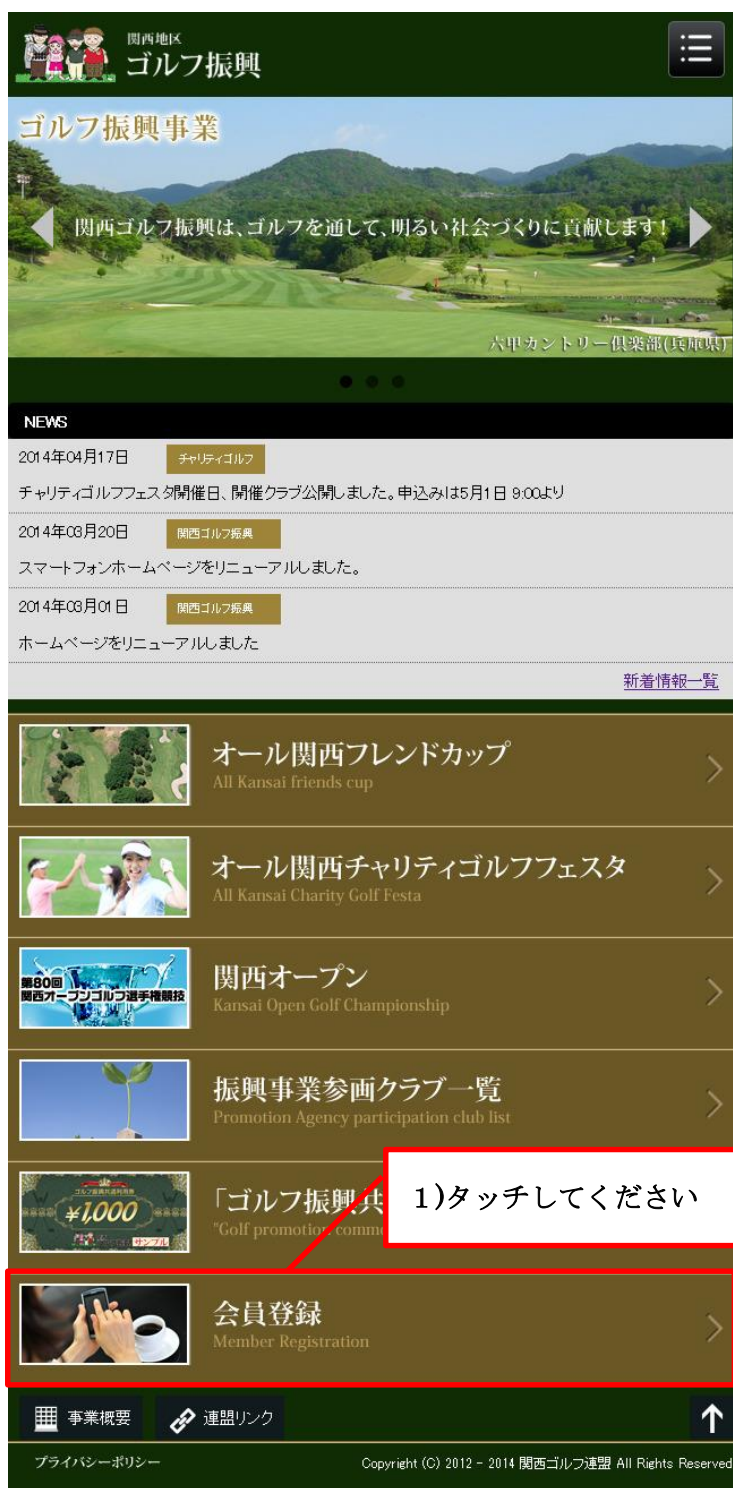 関西地区
ゴルフ振興
ゴルフ振興事業
関西ゴルフ振興は、ゴルフを通して、明るい社会づくりに貢献します!
六甲カントリー倶楽部(兵庫県)
NEWS
2014年04月17日 チャリティゴルフ
チャリティゴルフフェスタ開催日、開催クラブ公開しました。申込みは5月1日 9:00より
2014年03月20日 関西ゴルフ振興
スマートフォンホームページをリニューアルしました。
2014年03月01日 関西ゴルフ振興
ホームページをリニューアルしました
新着情報一覧
オール関西フレンドカップ
All Kansai friends cup
オール関西チャリティゴルフフェスタ
All Kansai Charity Golf Festa
第80回
関西オープンゴルフ選手権競技
関西オープン
Kansai Open Golf Championship
振興事業参画クラブ一覧
Promotion Agency participation club list
ゴルフ振興共通利用券
¥1,000
サンプル
「ゴルフ振興共
"Golf promotion comm
1)タッチしてください
会員登録
Member Registration
事業概要
連盟リンク
プライバシーポリシー
Copyright (C) 2012 - 2014 関西ゴルフ連盟 All Rights Reserved